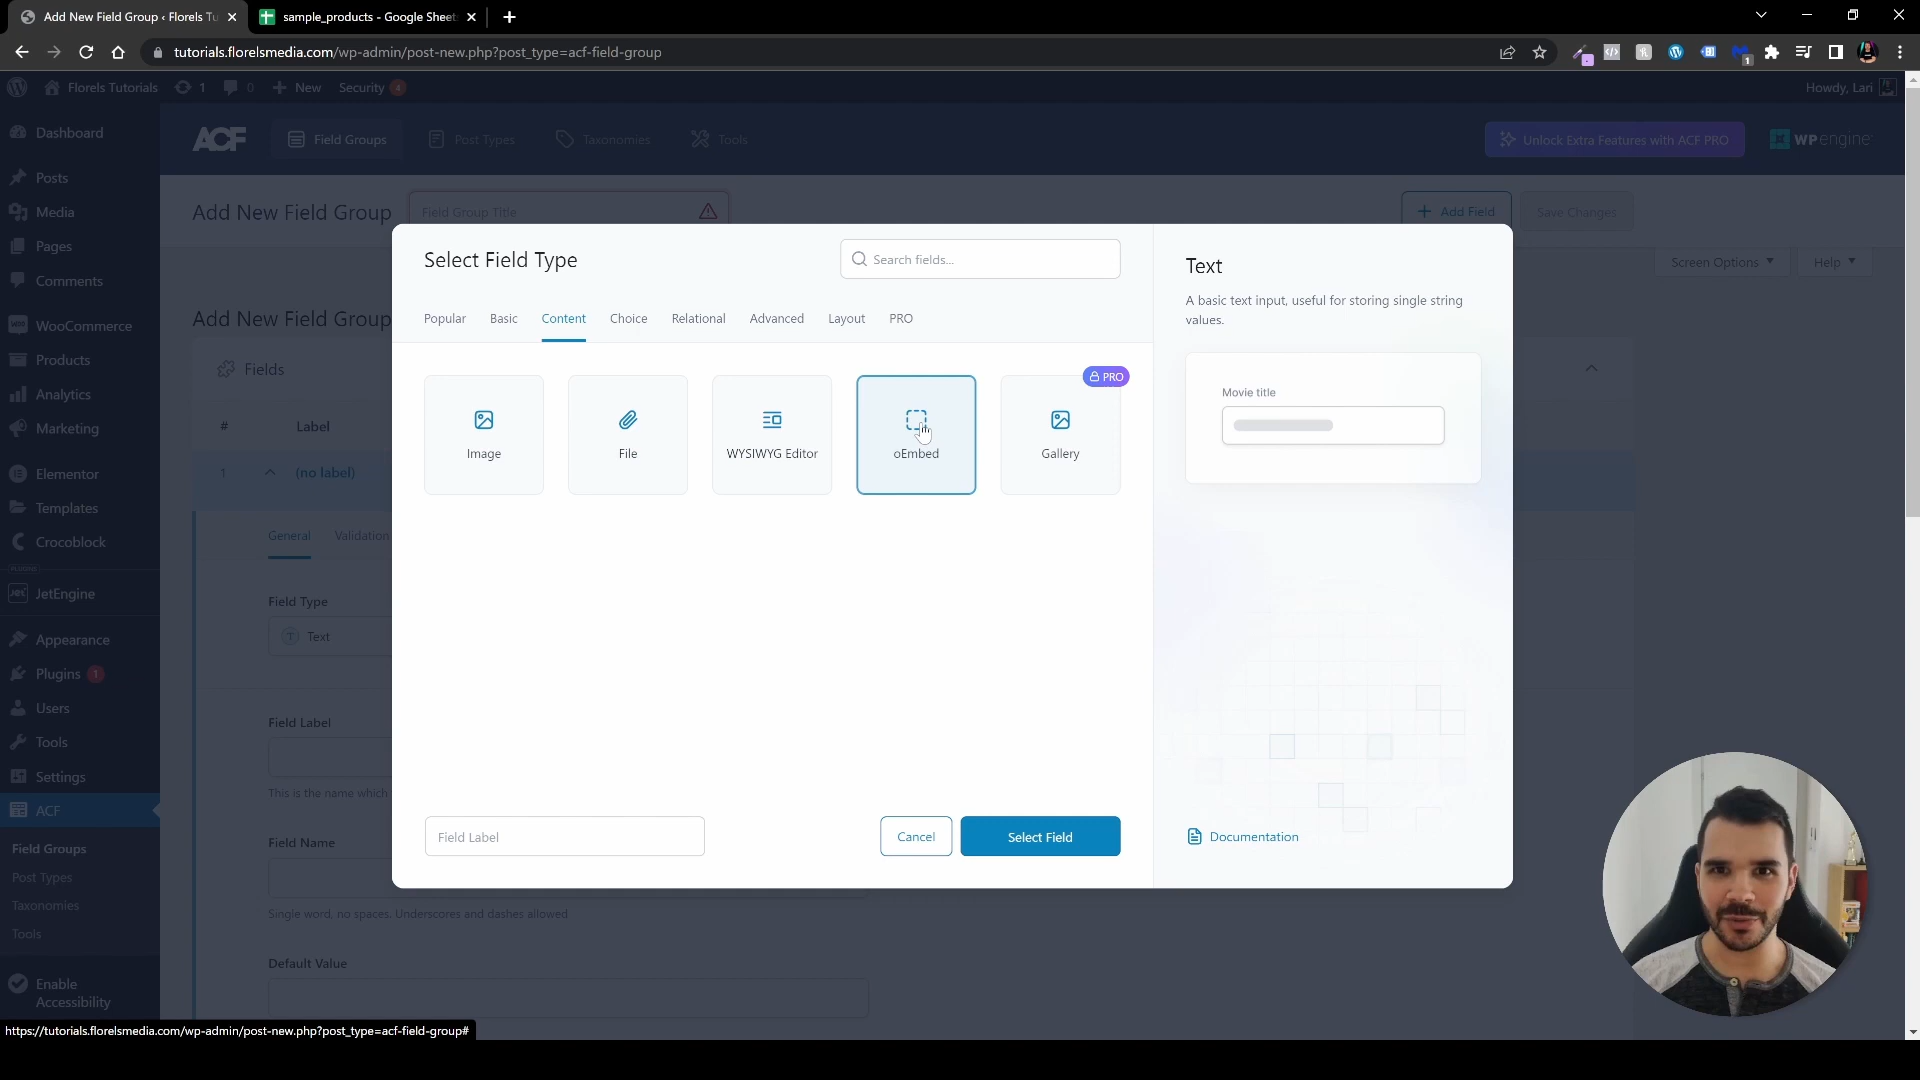 Add New Field Group ‹ Florels Tu
sample_products - Google Sheet
tutorials.florelsmedia.com/wp-admin/post-new.php?post_type=acf-field-group
1
Florels Tutorials
1
0
New
Security 4
Howdy, Lari
Dashboard
Posts
Media
Pages
Comments
WooCommerce
Products
Analytics
Marketing
Elementor
Templates
Crocoblock
JetEngine
Appearance
Plugins 1
Users
Tools
Settings
ACF
Field Groups
Post Types
Taxonomies
Tools
Enable
Accessibility
ACF
Field Groups
Post Types
Taxonomies
Tools
Unlock Extra Features with ACF PRO
WP engine
Add New Field Group
Field Group Title
Add Field
Save Changes
Screen Options
Help
Add New Field Group
Fields
# Label
1 (no label)
General
Validation
Field Type
Text
Field Label
This is the name which
Field Name
Single word, no spaces. Underscores and dashes allowed
Default Value
Select Field Type
Search fields...
Popular
Basic
Content
Choice
Relational
Advanced
Layout
PRO
Image
File
WYSIWYG Editor
oEmbed
PRO
Gallery
Field Label
Cancel
Select Field
Text
A basic text input, useful for storing single string
values.
Movie title
Documentation
https://tutorials.florelsmedia.com/wp-admin/post-new.php?post_type=acf-field-group#